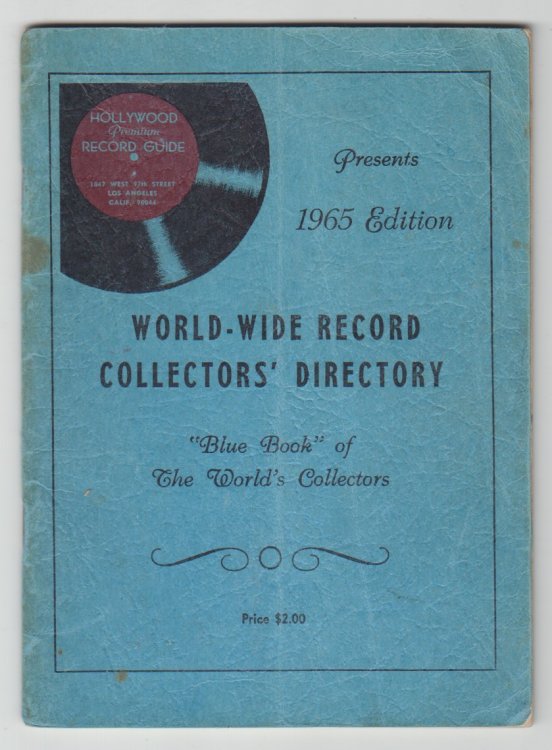 HOLLYWOOD
Premium
RECORD GUIDE
1047 WEST 97TH STREET
LOS ANGELES
CALIF. 90044
Presents
1965 Edition
WORLD-WIDE RECORD
COLLECTORS' DIRECTORY
"Blue Book" of
The World's Collectors
Price $2.00